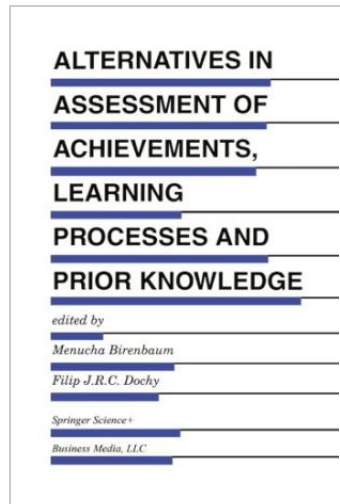 ALTERNATIVES IN
ASSESSMENT OF
ACHIEVEMENTS,
LEARNING
PROCESSES AND
PRIOR KNOWLEDGE
edited by
Menucha Birenbaum
Filip J.R.C. Dochy
Springer Science+
Business Media, LLC